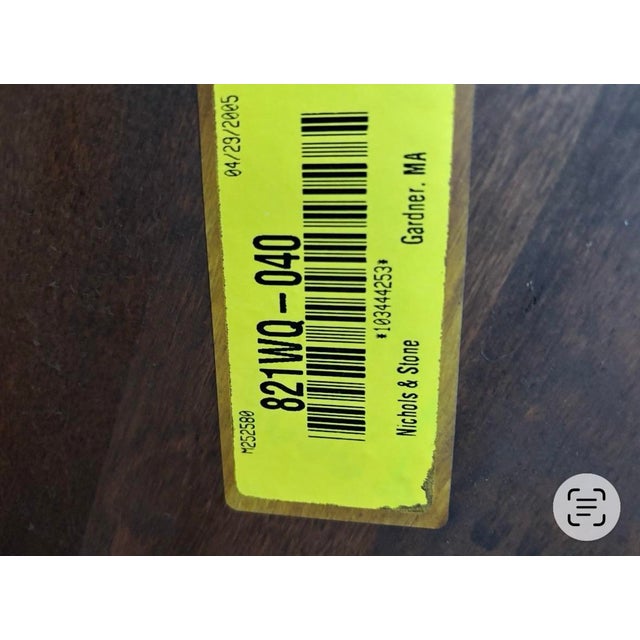 M252580 04/29/2005
821WQ-040
*103444253*
Nichols & Stone Gardner, MA